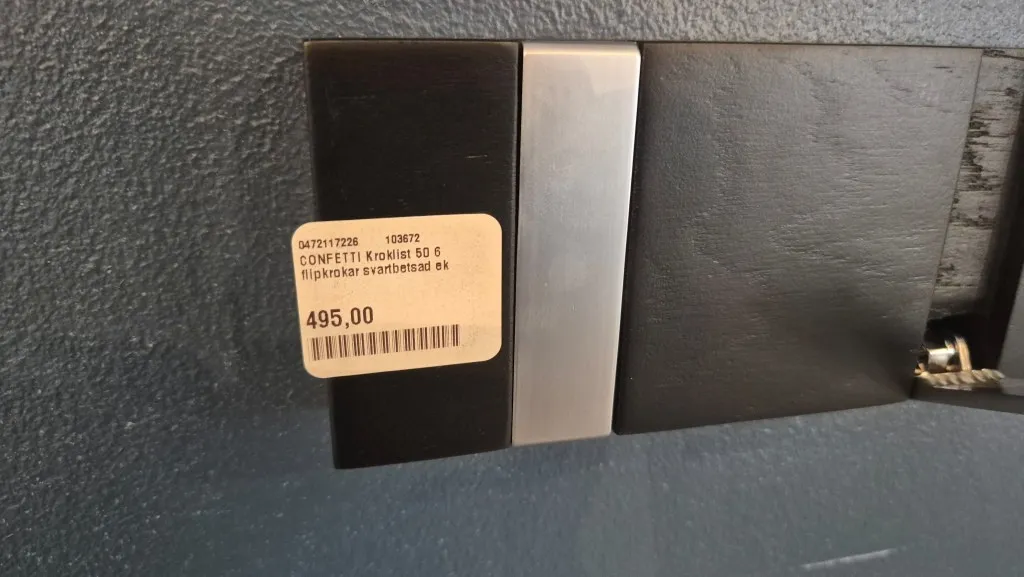 0472117226 103672
CONFETTI Kroklist 50 6
flipkrokar svartbetsad ek
495,00